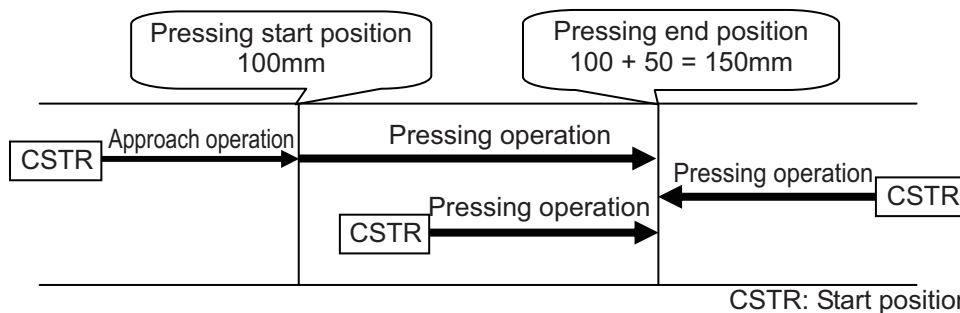 Pressing start position
100mm
Pressing end position
100 + 50 = 150mm
Approach operation
Pressing operation
CSTR
Pressing operation
CSTR
Pressing operation
CSTR
CSTR: Start position